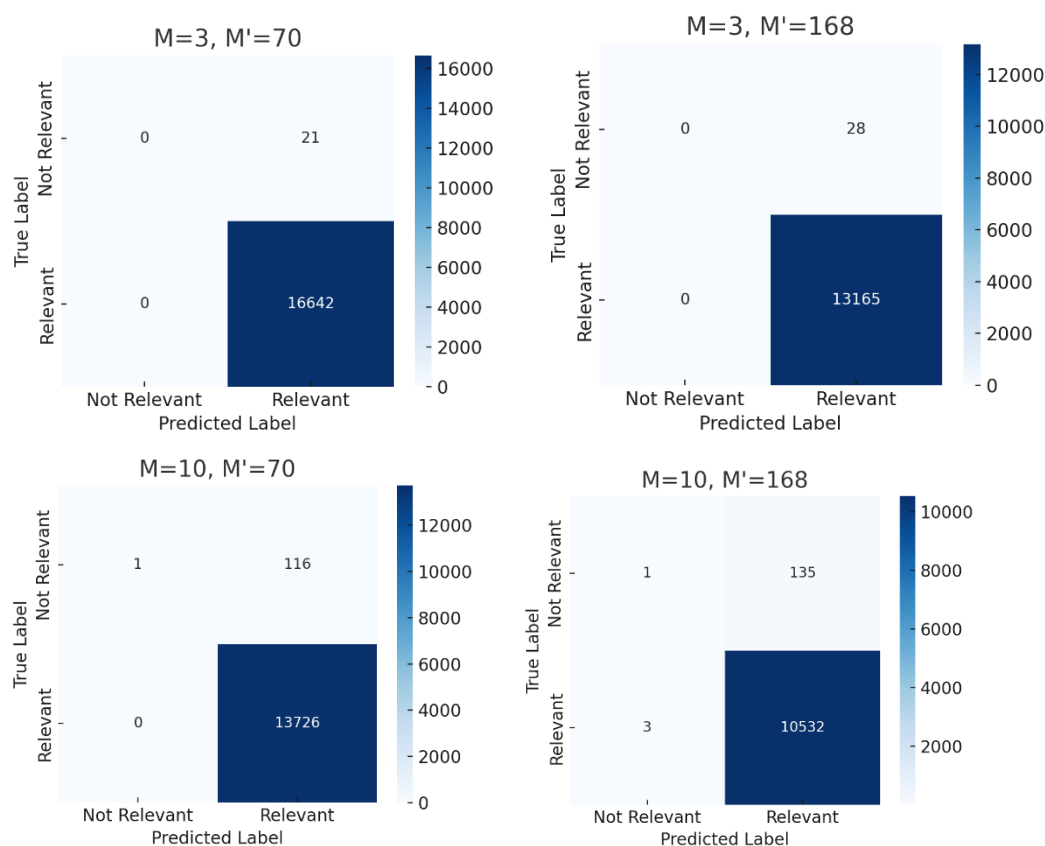 M=3, M'=70
Not Relevant
Relevant
True Label
0
21
0
16642
Not Relevant
Relevant
Predicted Label
16000
14000
12000
10000
8000
6000
4000
2000
0
M=3, M'=168
Not Relevant
Relevant
True Label
0
28
0
13165
Not Relevant
Relevant
Predicted Label
12000
10000
8000
6000
4000
2000
0
M=10, M'=70
Not Relevant
Relevant
True Label
1
116
0
13726
Not Relevant
Relevant
Predicted Label
12000
10000
8000
6000
4000
2000
0
M=10, M'=168
Not Relevant
Relevant
True Label
1
135
3
10532
Not Relevant
Relevant
Predicted Label
10000
8000
6000
4000
2000